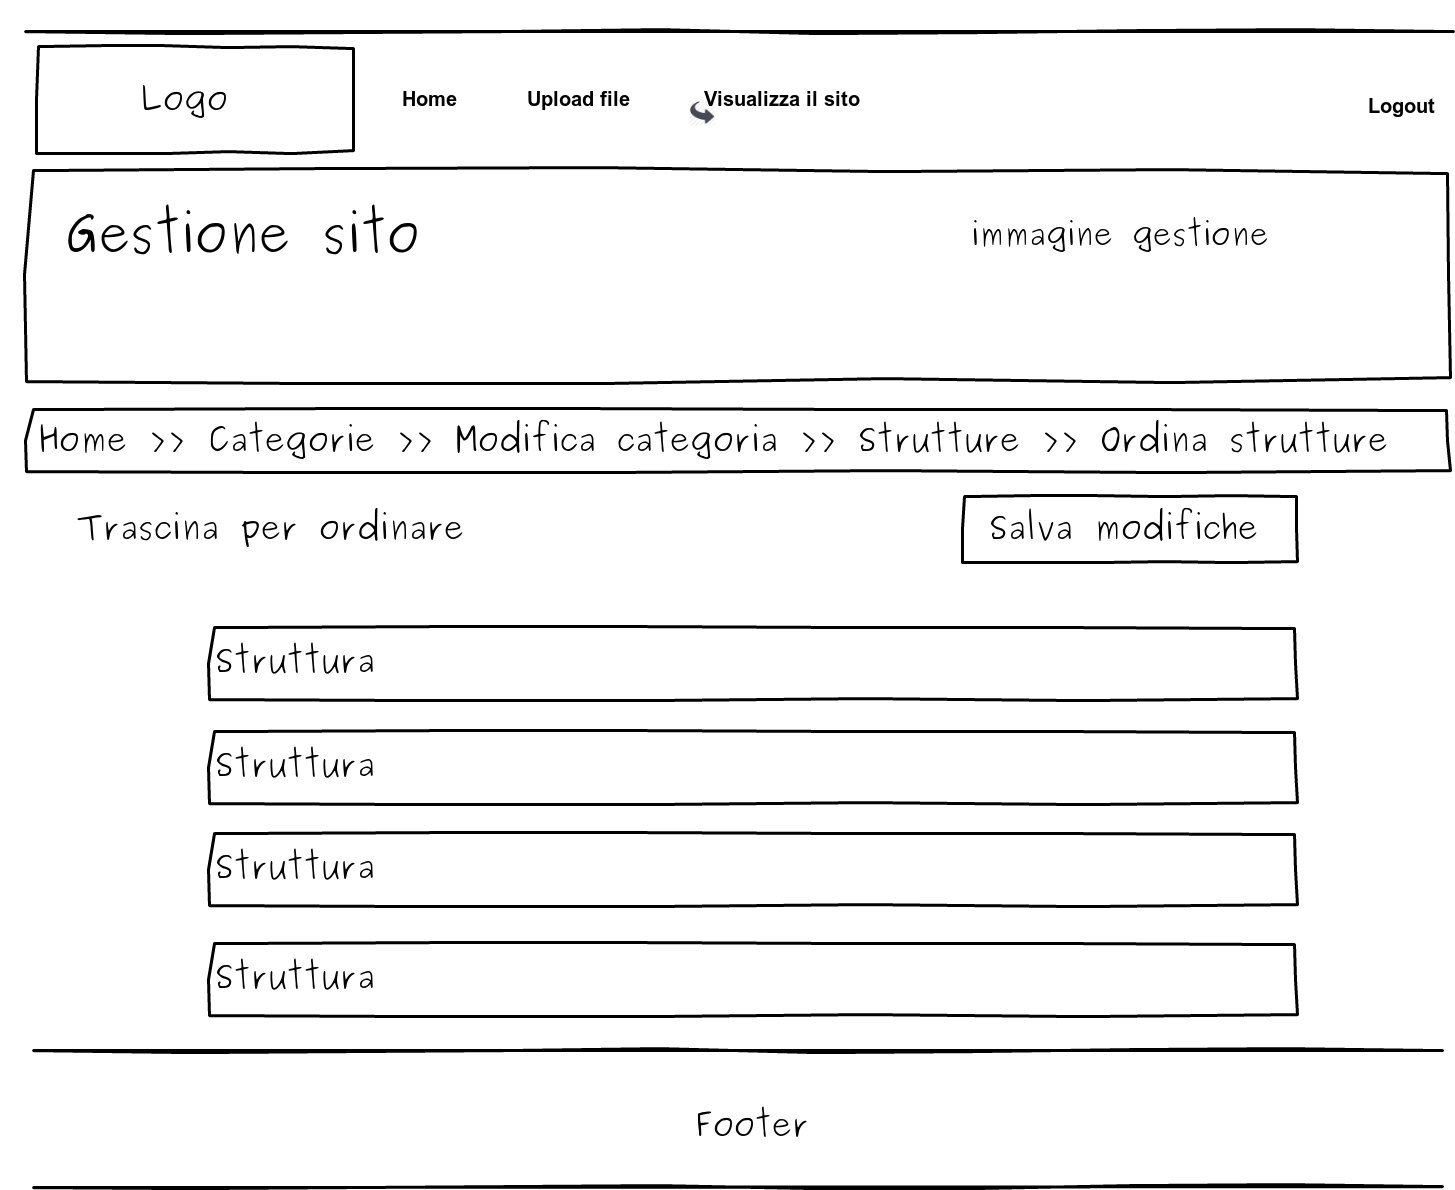 Logo
Home Upload file Visualizza il sito Logout
Gestione sito immagine gestione
Home >> Categorie >> Modifica categoria >> Strutture >> Ordina strutture
Trascina per ordinare Salva modifiche
Struttura
Struttura
Struttura
Struttura
Footer